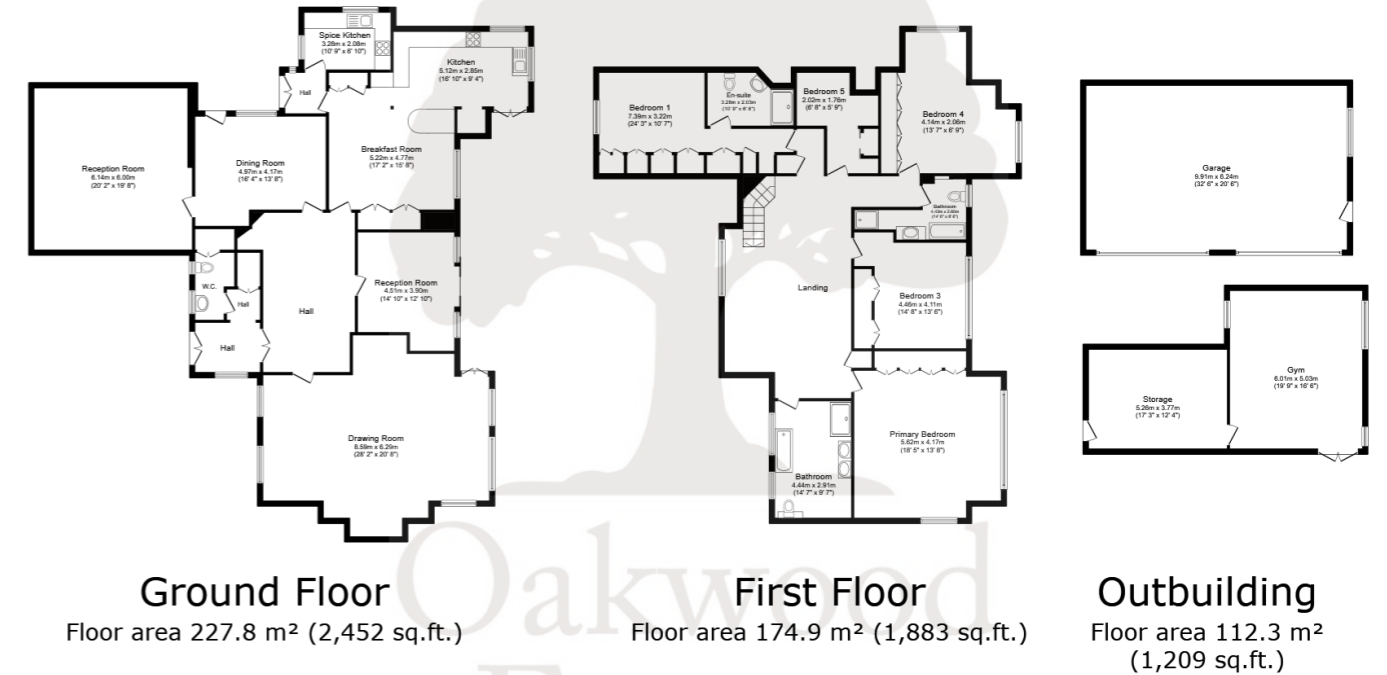 Spice Kitchen
3.28m x 2.08m
(10' 9" x 6' 10")
Kitchen
5.12m x 2.85m
(16' 10" x 9' 4")
Hall
Reception Room
6.14m x 6.00m
(20' 2" x 19' 8")
Dining Room
4.97m x 4.17m
(16' 4" x 13' 8")
Breakfast Room
5.22m x 4.77m
(17' 2" x 15' 8")
W.C.
Hall
Hall
Hall
Reception Room
4.51m x 3.90m
(14' 10" x 12' 10")
Drawing Room
8.59m x 6.29m
(28' 2" x 20' 8")
Ground Floor
Floor area 227.8 m² (2,452 sq.ft.)
Bedroom 1
7.39m x 3.22m
(24' 3" x 10' 7")
En-suite
3.28m x 2.03m
(10' 9" x 6' 8")
Bedroom 5
2.02m x 1.76m
(6' 8" x 5' 9")
Bedroom 4
4.14m x 2.06m
(13' 7" x 6' 9")
Bathroom
Landing
Bedroom 3
4.46m x 4.11m
(14' 8" x 13' 6")
Primary Bedroom
5.62m x 4.17m
(18' 5" x 13' 8")
Bathroom
4.44m x 2.91m
(14' 7" x 9' 7")
First Floor
Floor area 174.9 m² (1,883 sq.ft.)
Garage
9.91m x 6.24m
(32' 6" x 20' 6")
Gym
6.01m x 5.03m
(19' 9" x 16' 6")
Storage
5.26m x 3.77m
(17' 3" x 12' 4")
Outbuilding
Floor area 112.3 m²
(1,209 sq.ft.)
Oakwood